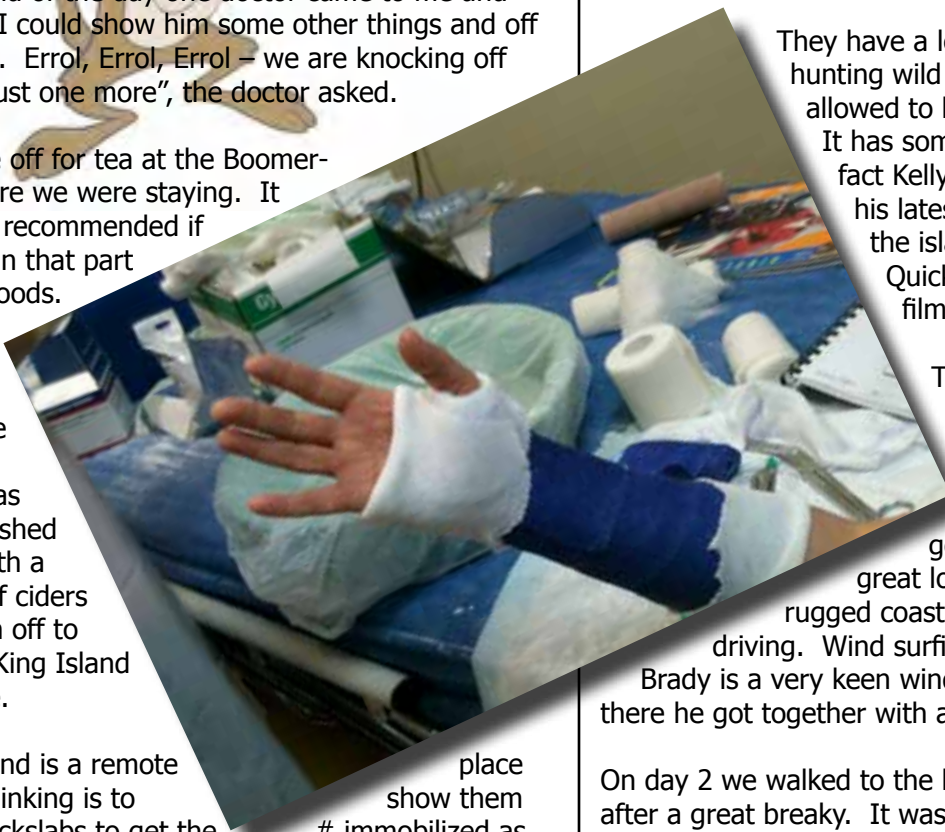 I could show him some other things and off
Errol, Errol, Errol – we are knocking off
ust one more”, the doctor asked.
off for tea at the Boomer-
re we were staying. It
recommended if
n that part
oods.
e
as
shed
th a
f ciders
off to
King Island
nd is a remote
inking is to
place
show them
# immobilized as
They have a
hunting wild
allowed to
It has som
fact Kelly
his lates
the isla
Quic
film
T
g
great lo
rugged coast
driving. Wind surfi
Brady is a very keen wind
there he got together with a
On day 2 we walked to the
after a great breaky. It was